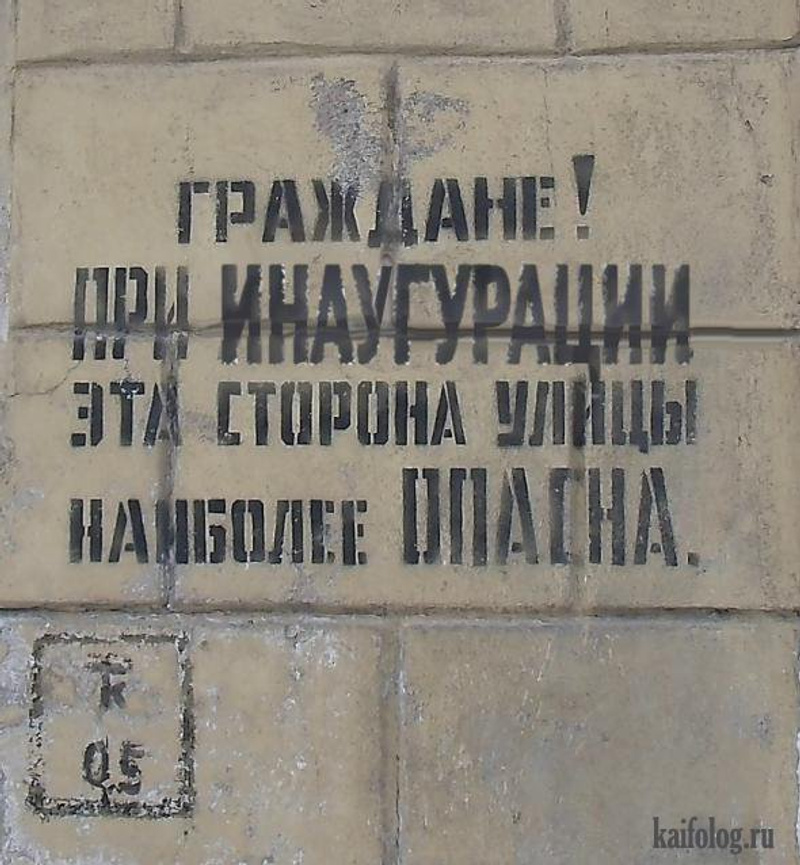 ГРАЖДАНЕ!
ПРИ ИНАУГУРАЦИИ
ЭТА СТОРОНА УЛИЦЫ
НАИБОЛЕЕ ОПАСНА.
К
0.5
kaifolog.ru